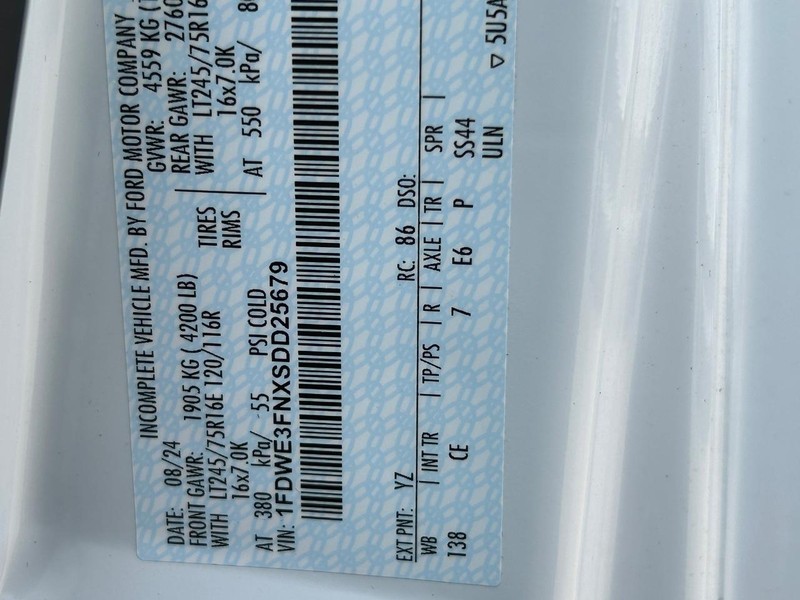 INCOMPLETE VEHICLE MFD. BY FORD MOTOR COMPANY
DATE: 08/24 GVWR: 4559 KG
FRONT GAWR: 1905 KG ( 4200 LB) REAR GAWR: 2760
WITH LT245/75R16E 120/116R TIRES WITH LT245/75R16
16x7.0K RIMS 16x7.0K
AT 380 kPa/ 55 PSI COLD AT 550 kPa/
VIN: 1FDWE3FNXSDD25679
EXT PNT: YZ RC: 86 DSO:
WB INT TR TP/PS R AXLE TR SPR
138 CE 7 E6 P SS44
ULN ▽ 5U5A